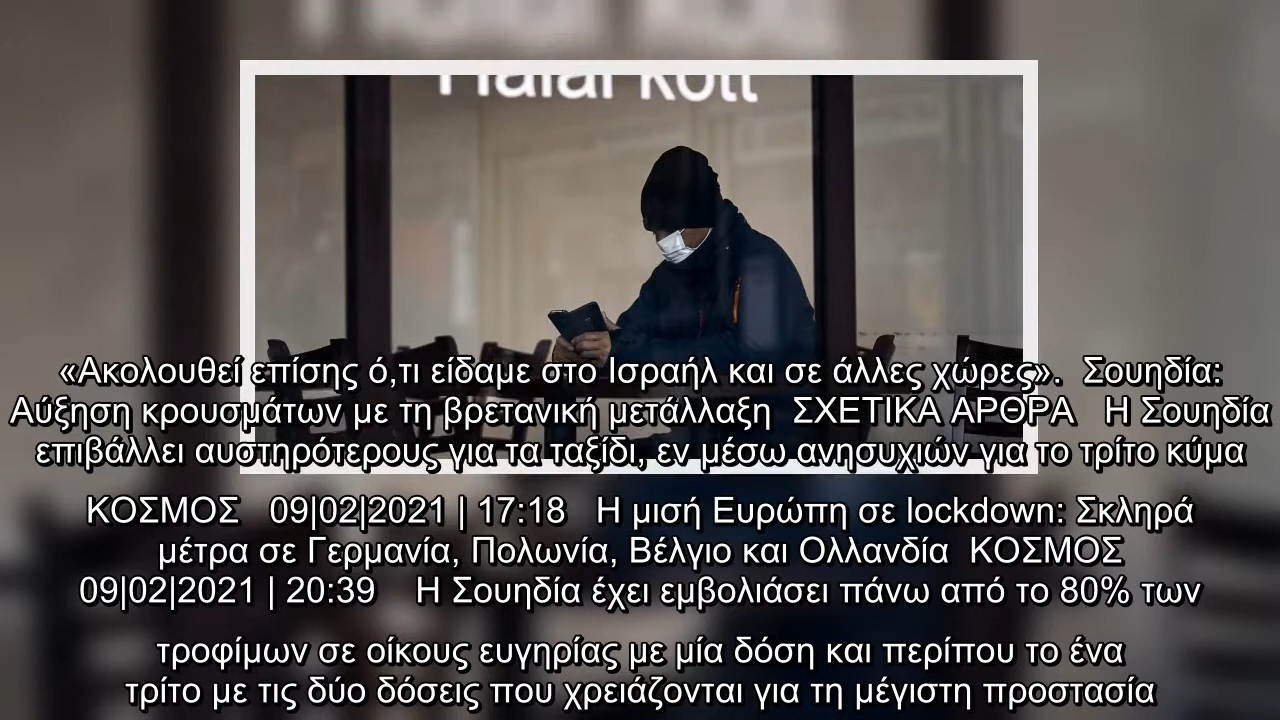 Halal kött
«Ακολουθεί επίσης ό,τι είδαμε στο Ισραήλ και σε άλλες χώρες».  Σουηδία:
Αύξηση κρουσμάτων με τη βρετανική μετάλλαξη  ΣΧΕΤΙΚΑ ΑΡΘΡΑ   Η Σουηδία
επιβάλλει αυστηρότερους για τα ταξίδι, εν μέσω ανησυχιών για το τρίτο κύμα
ΚΟΣΜΟΣ   09|02|2021 | 17:18   Η μισή Ευρώπη σε lockdown: Σκληρά
μέτρα σε Γερμανία, Πολωνία, Βέλγιο και Ολλανδία  ΚΟΣΜΟΣ
09|02|2021 | 20:39    Η Σουηδία έχει εμβολιάσει πάνω από το 80% των
τροφίμων σε οίκους ευγηρίας με μία δόση και περίπου το ένα
τρίτο με τις δύο δόσεις που χρειάζονται για τη μέγιστη προστασία